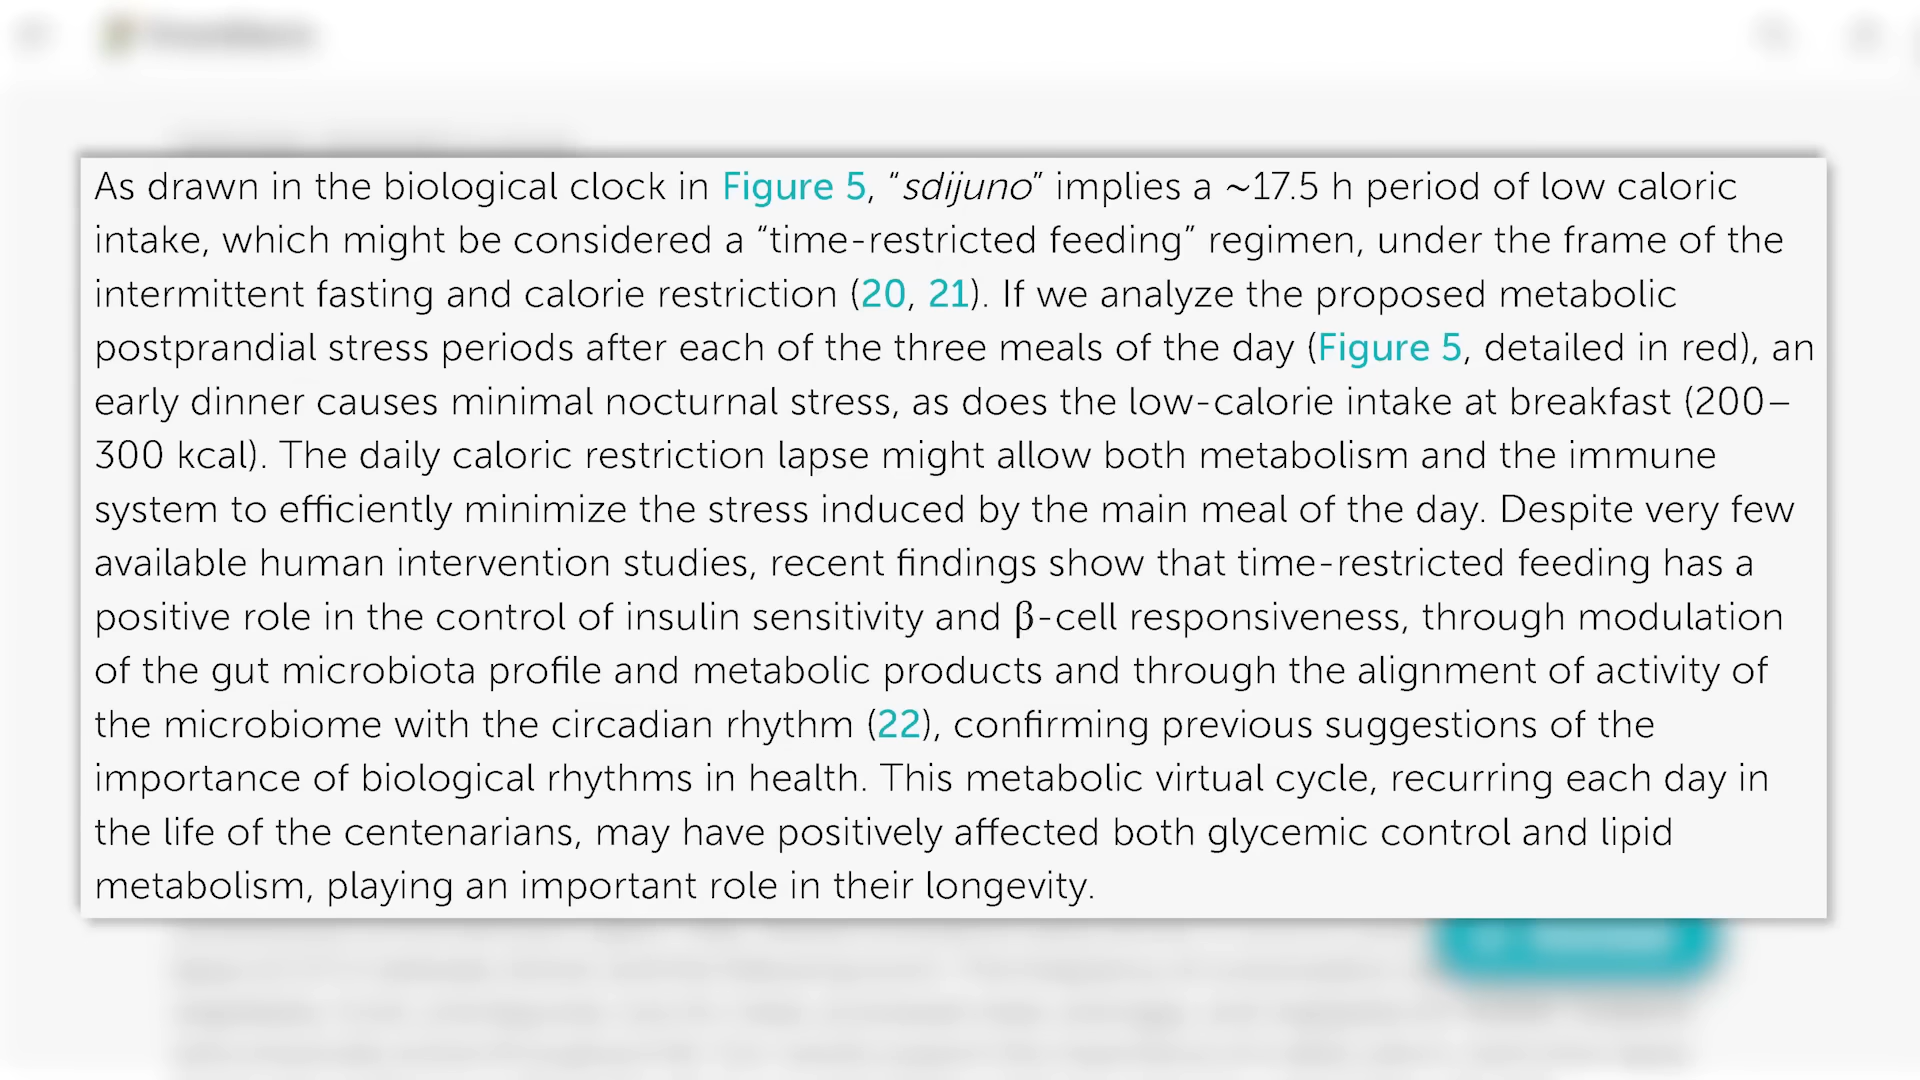 As drawn in the biological clock in Figure 5, “sdijuno” implies a ~17.5 h period of low caloric
intake, which might be considered a “time-restricted feeding” regimen, under the frame of the
intermittent fasting and calorie restriction (20, 21). If we analyze the proposed metabolic
postprandial stress periods after each of the three meals of the day (Figure 5, detailed in red), an
early dinner causes minimal nocturnal stress, as does the low-calorie intake at breakfast (200–
300 kcal). The daily caloric restriction lapse might allow both metabolism and the immune
system to efficiently minimize the stress induced by the main meal of the day. Despite very few
available human intervention studies, recent findings show that time-restricted feeding has a
positive role in the control of insulin sensitivity and β-cell responsiveness, through modulation
of the gut microbiota profile and metabolic products and through the alignment of activity of
the microbiome with the circadian rhythm (22), confirming previous suggestions of the
importance of biological rhythms in health. This metabolic virtual cycle, recurring each day in
the life of the centenarians, may have positively affected both glycemic control and lipid
metabolism, playing an important role in their longevity.